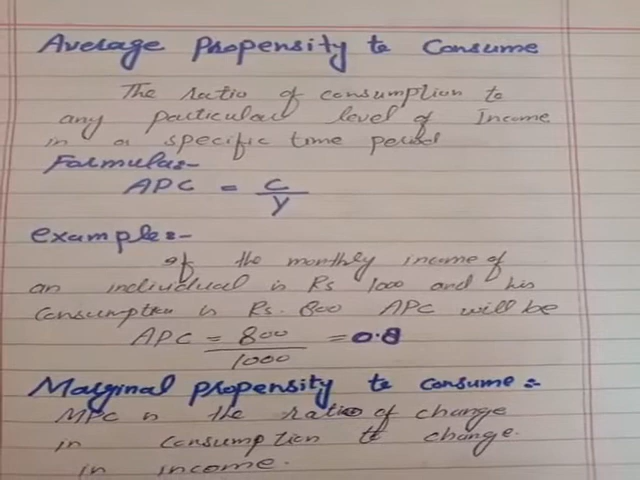 Average Propensity to Consume
The ratio of consumption to
any particular level of Income
in a specific time period
Formula:-
APC = C/Y
example:-
If the monthly income of
an individual is Rs 1000 and his
Consumption is Rs. 800 APC will be
APC = 800/1000 = 0.8
Marginal propensity to consume:-
MPC is the ratio of change
in consumption to change.
in income.